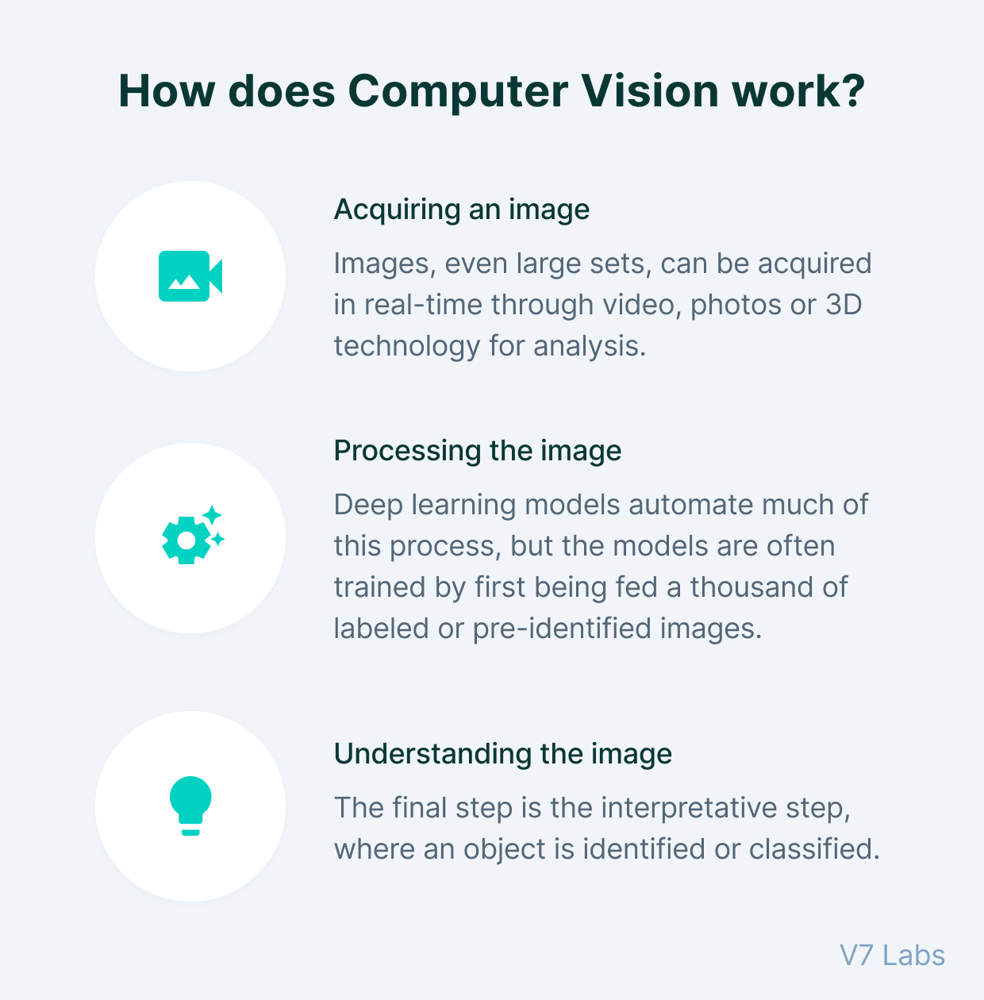 How does Computer Vision work?
Acquiring an image
Images, even large sets, can be acquired
in real-time through video, photos or 3D
technology for analysis.
Processing the image
Deep learning models automate much of
this process, but the models are often
trained by first being fed a thousand of
labeled or pre-identified images.
Understanding the image
The final step is the interpretative step,
where an object is identified or classified.
V7 Labs